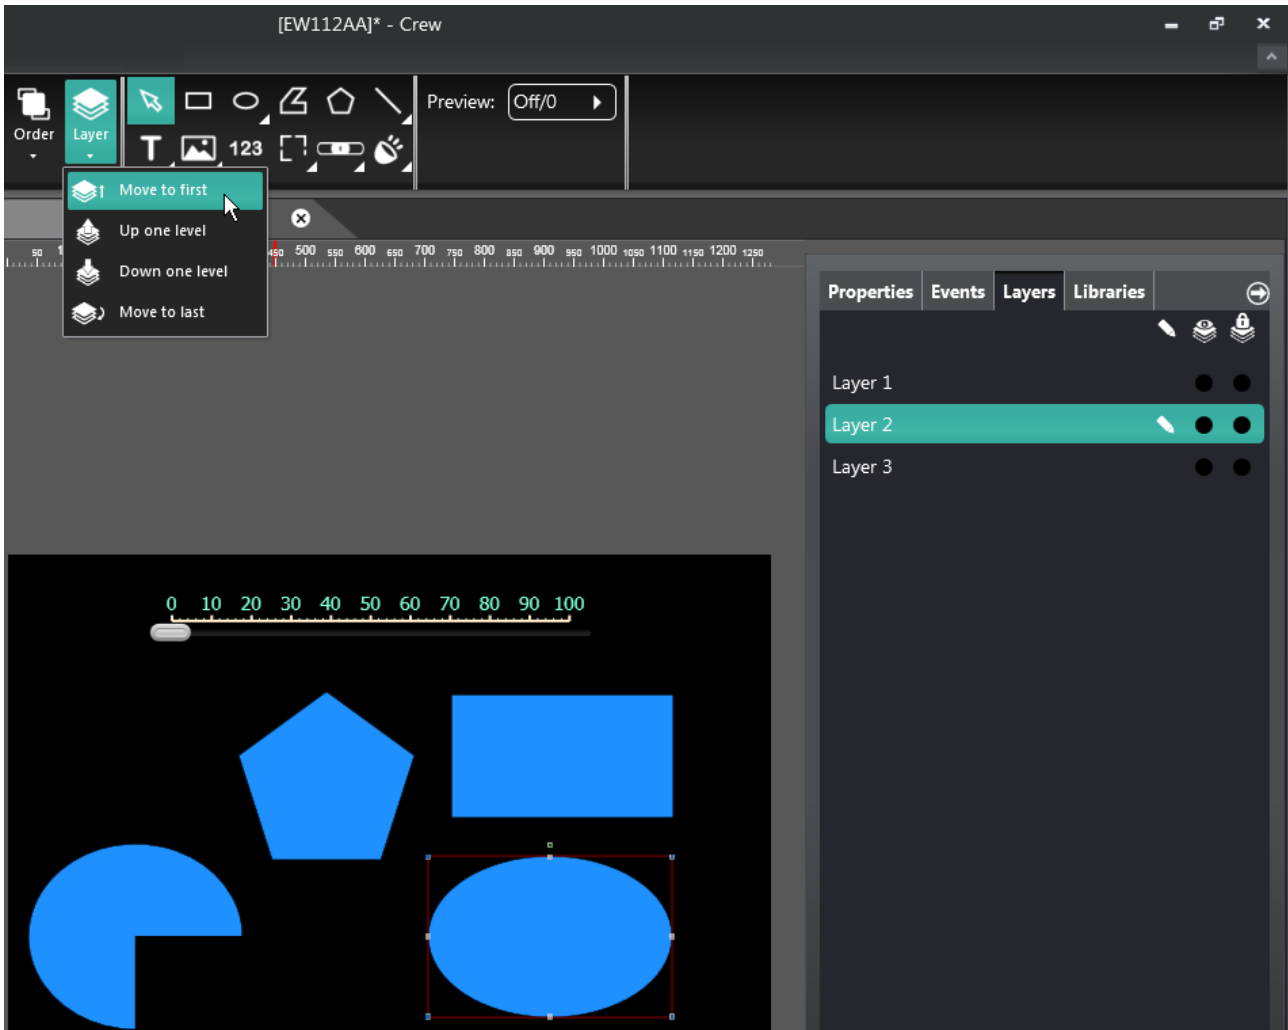 [EW112AA]* - Crew
Order
Layer
T
123
Preview: Off/0
Move to first
Up one level
Down one level
Move to last
50 1 450 500 550 600 650 700 750 800 850 900 950 1000 1050 1100 1150 1200 1250
Properties Events Layers Libraries
Layer 1
Layer 2
Layer 3
0 10 20 30 40 50 60 70 80 90 100